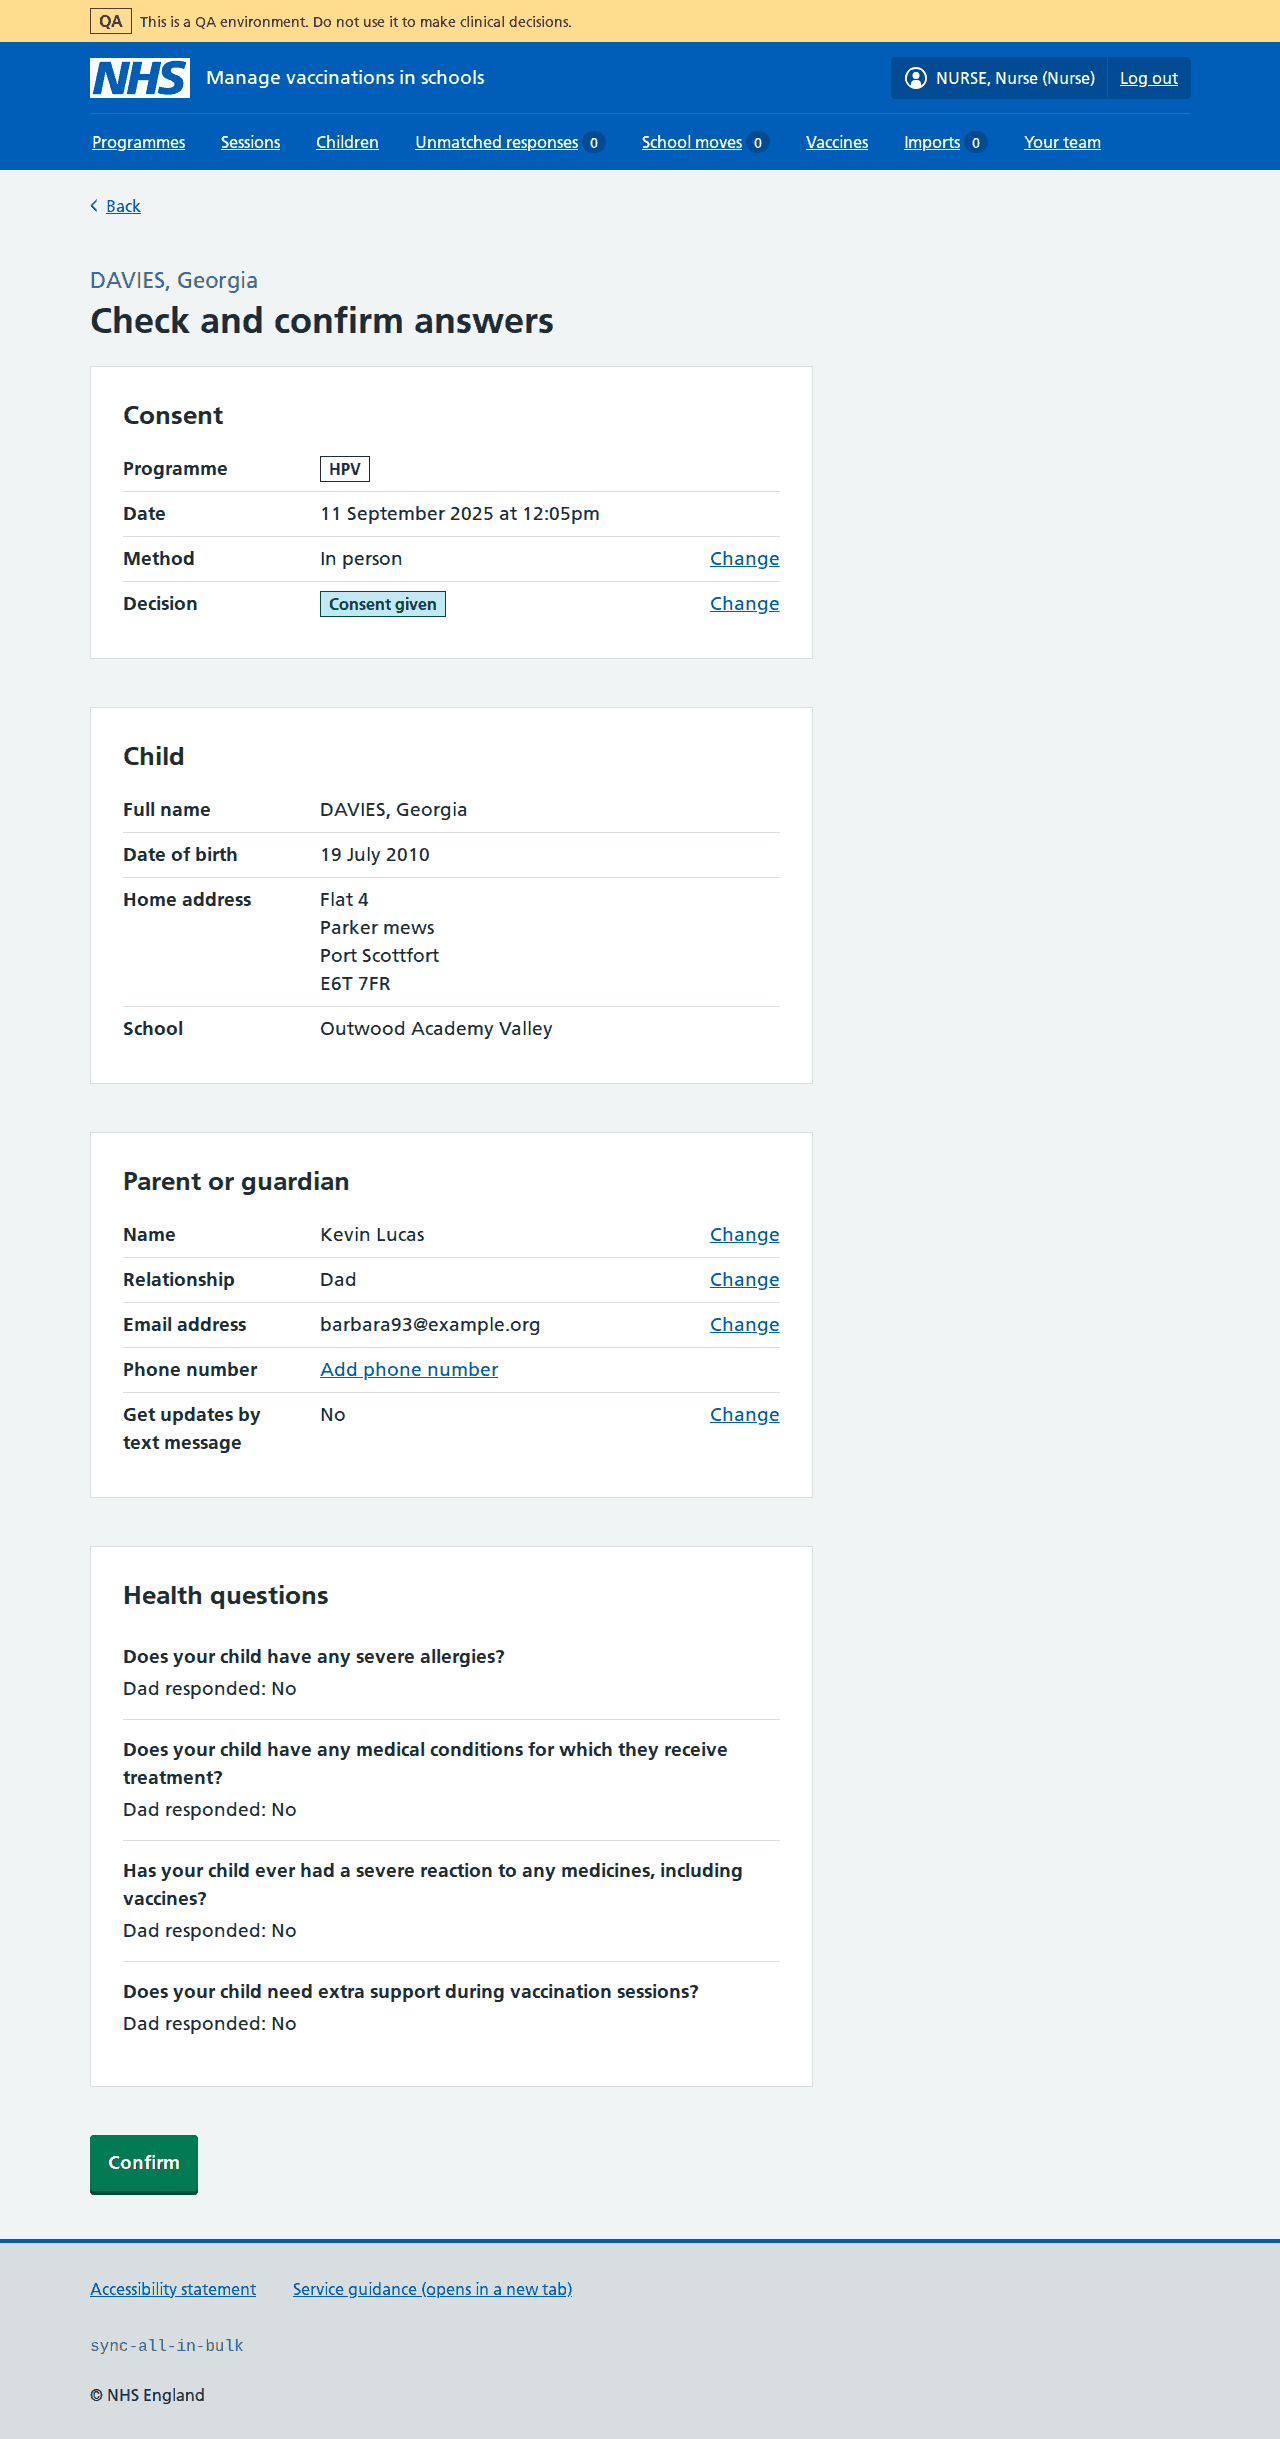 QA This is a QA environment. Do not use it to make clinical decisions.
NHS Manage vaccinations in schools NURSE, Nurse (Nurse) Log out
Programmes Sessions Children Unmatched responses 0 School moves 0 Vaccines Imports 0 Your team
Back
DAVIES, Georgia
Check and confirm answers
Consent
Programme HPV
Date 11 September 2025 at 12:05pm
Method In person Change
Decision Consent given Change
Child
Full name DAVIES, Georgia
Date of birth 19 July 2010
Home address Flat 4
Parker mews
Port Scottfort
E6T 7FR
School Outwood Academy Valley
Parent or guardian
Name Kevin Lucas Change
Relationship Dad Change
Email address barbara93@example.org Change
Phone number Add phone number
Get updates by No Change
text message
Health questions
Does your child have any severe allergies?
Dad responded: No
Does your child have any medical conditions for which they receive
treatment?
Dad responded: No
Has your child ever had a severe reaction to any medicines, including
vaccines?
Dad responded: No
Does your child need extra support during vaccination sessions?
Dad responded: No
Confirm
Accessibility statement Service guidance (opens in a new tab)
sync-all-in-bulk
© NHS England